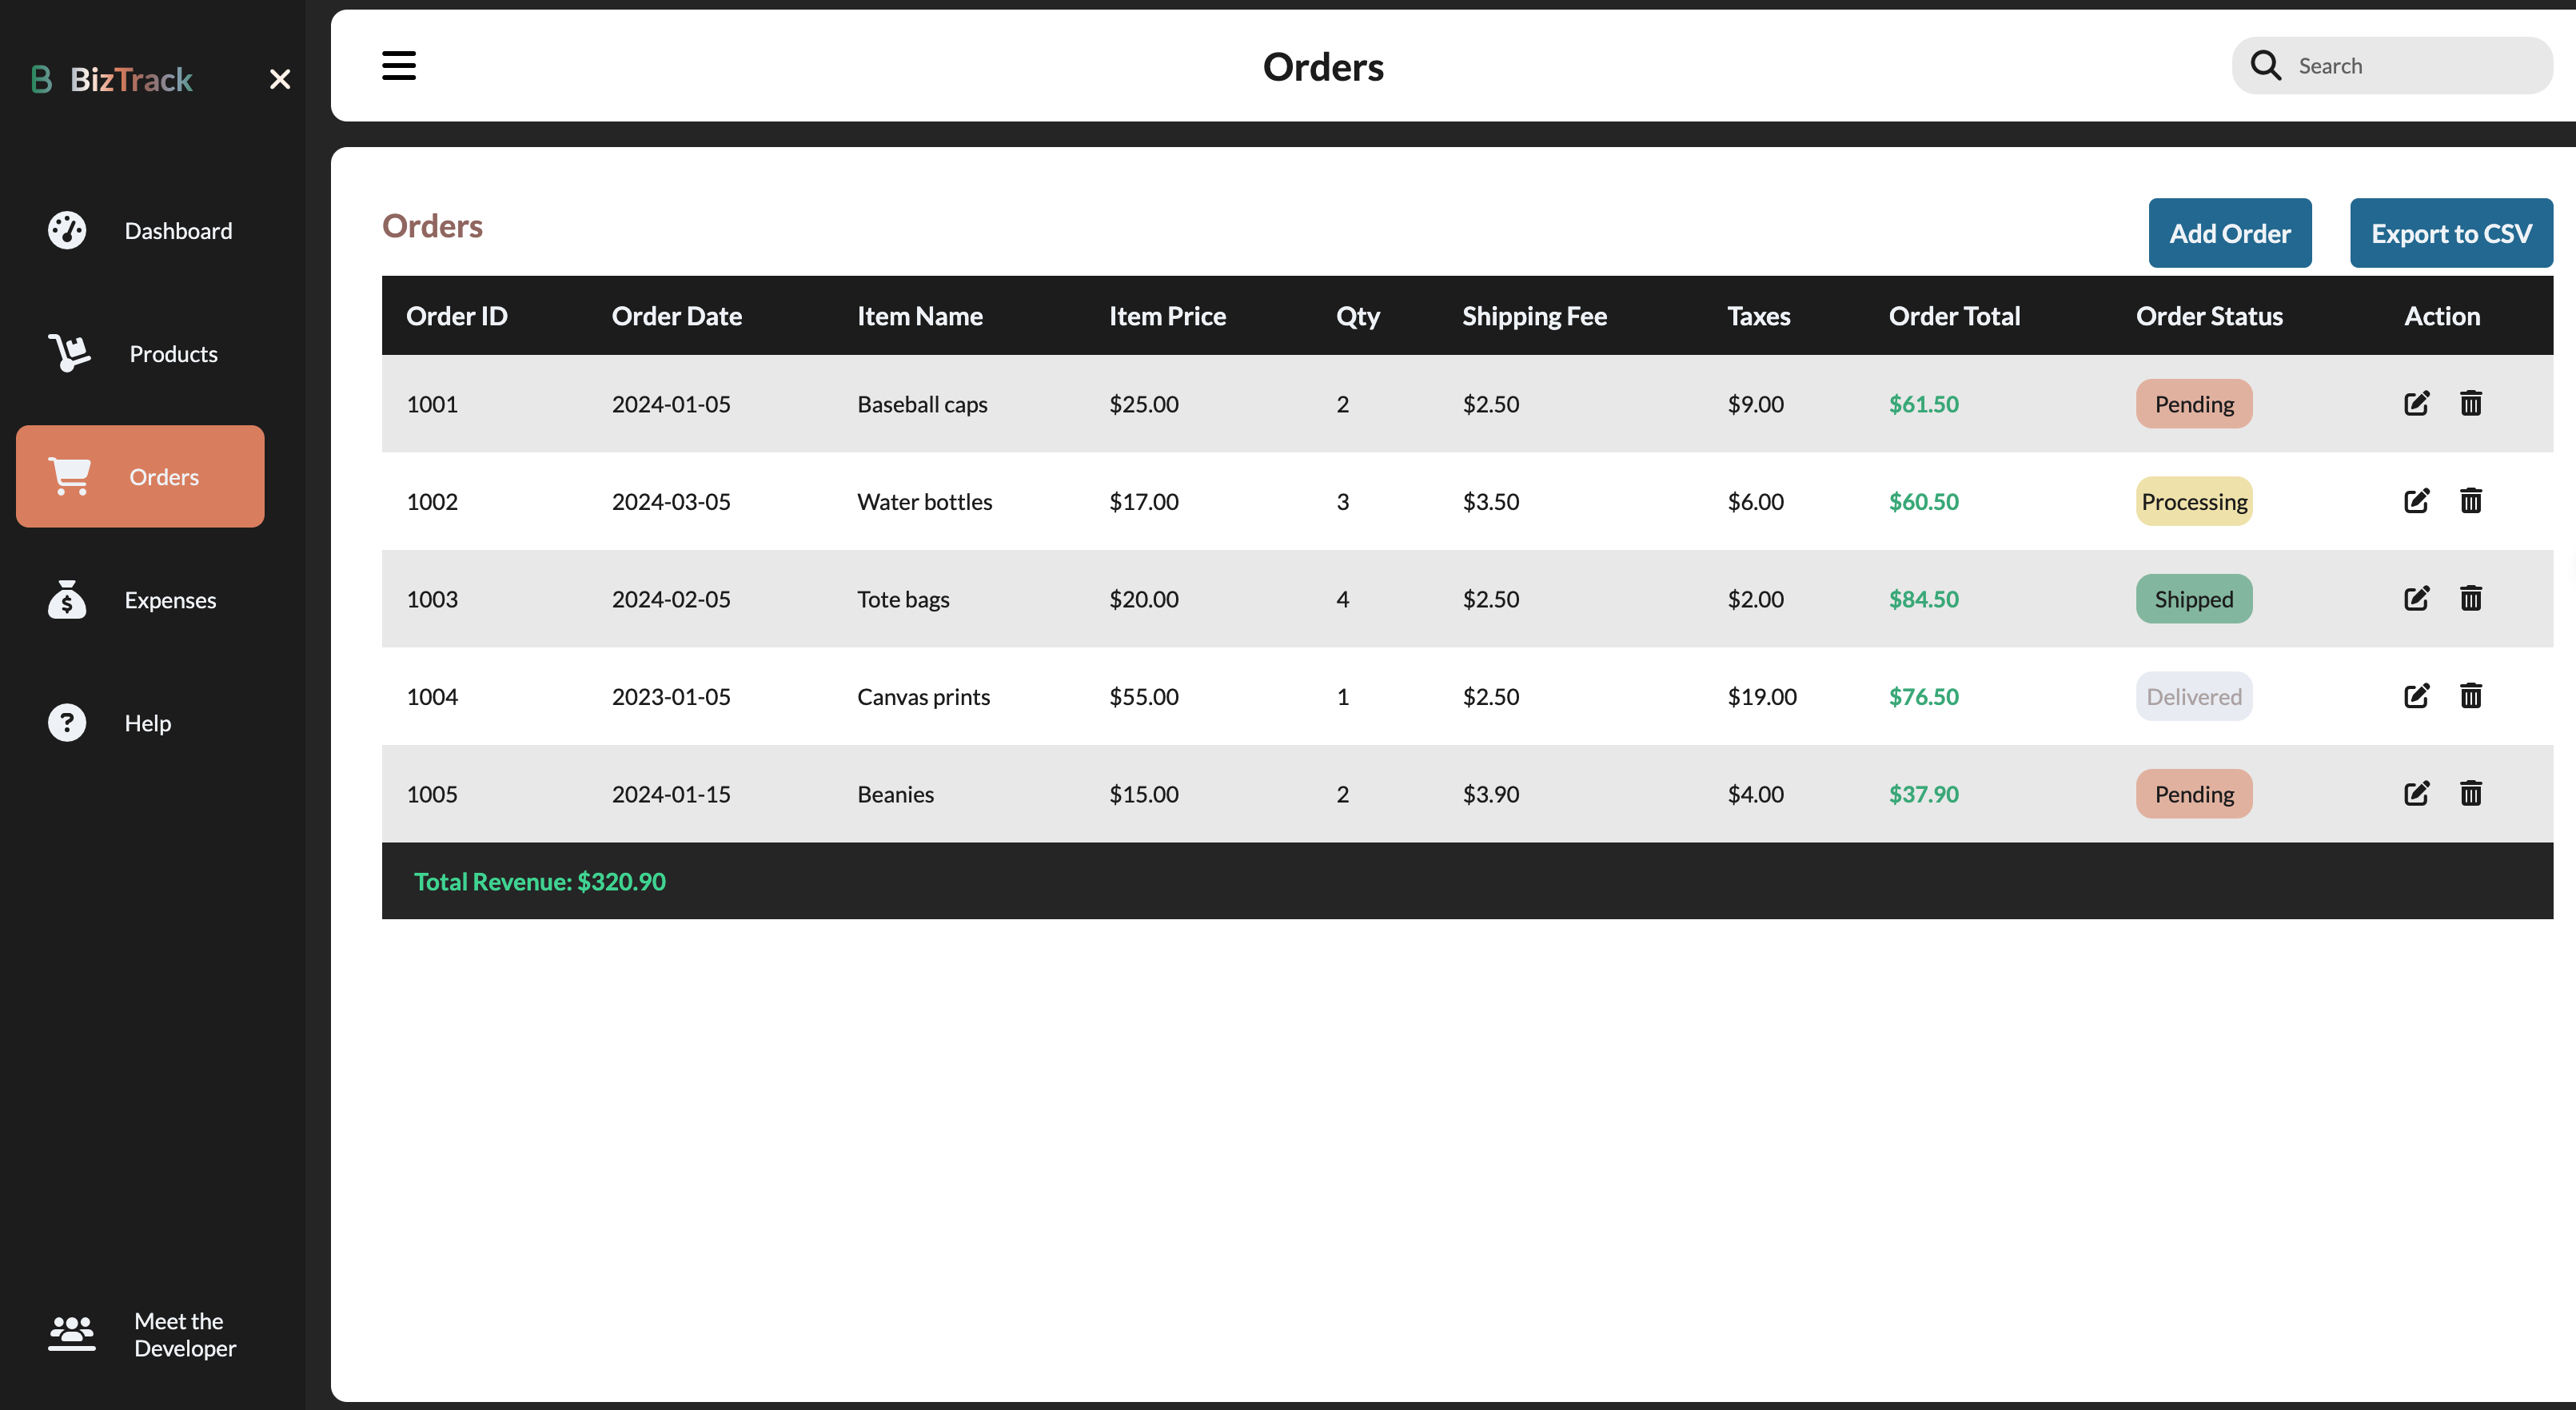 B BizTrack
Dashboard
Products
Orders
Expenses
Help
Meet the
Developer
Orders
Search
Orders
Add Order
Export to CSV
Order ID Order Date Item Name Item Price Qty Shipping Fee Taxes Order Total Order Status Action
1001 2024-01-05 Baseball caps $25.00 2 $2.50 $9.00 $61.50 Pending
1002 2024-03-05 Water bottles $17.00 3 $3.50 $6.00 $60.50 Processing
1003 2024-02-05 Tote bags $20.00 4 $2.50 $2.00 $84.50 Shipped
1004 2023-01-05 Canvas prints $55.00 1 $2.50 $19.00 $76.50 Delivered
1005 2024-01-15 Beanies $15.00 2 $3.90 $4.00 $37.90 Pending
Total Revenue: $320.90